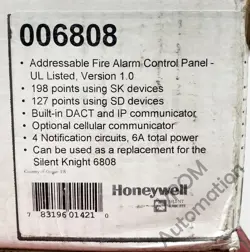 006808
• Addressable Fire Alarm Control Panel -
UL Listed, Version 1.0
• 198 points using SK devices
• 127 points using SD devices
• Built-in DACT and IP communicator
• Optional cellular communicator
• 4 Notification circuits, 6A total power
• Can be used as a replacement for the
Silent Knight 6808
Honeywell
7 83196 01421 0